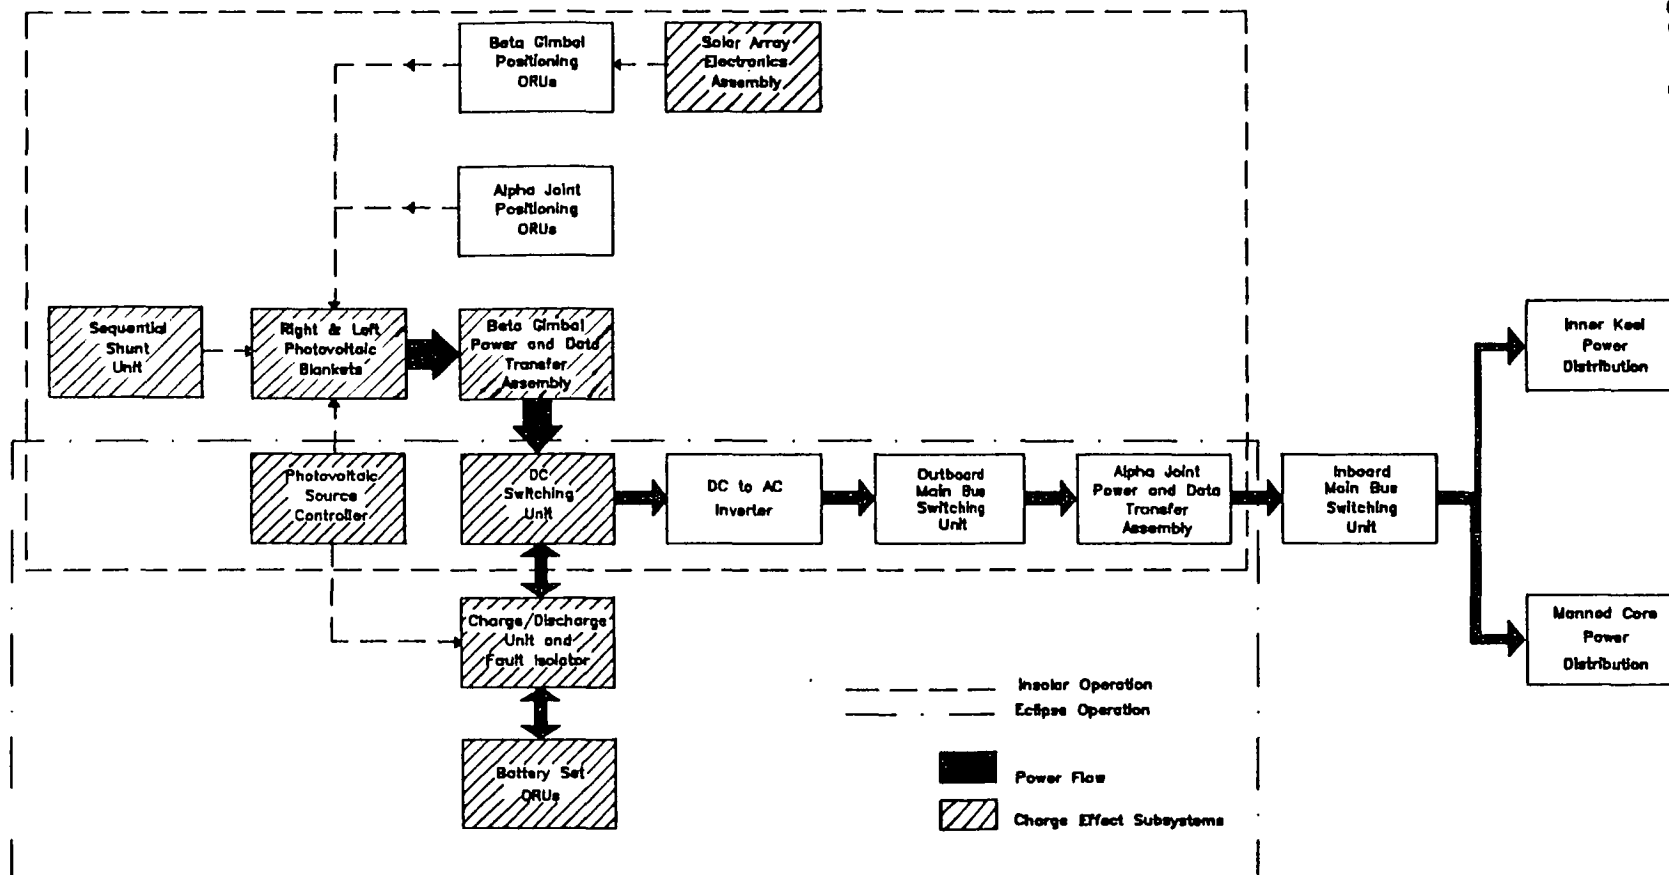 Beta Gimbal
Positioning
ORUs
Solar Array
Electronics
Assembly
Alpha Joint
Positioning
ORUs
Sequential
Shunt
Unit
Right & Left
Photovoltaic
Blankets
Beta Gimbal
Power and Data
Transfer
Assembly
Inner Keel
Power
Distribution
Photovoltaic
Source
Controller
DC
Switching
Unit
DC to AC
Inverter
Outboard
Main Bus
Switching
Unit
Alpha Joint
Power and Data
Transfer
Assembly
Inboard
Main Bus
Switching
Unit
Charge/Discharge
Unit and
Fault Isolator
Manned Core
Power
Distribution
Battery Set
ORUs
Insolar Operation
Eclipse Operation
Power Flow
Charge Effect Subsystems